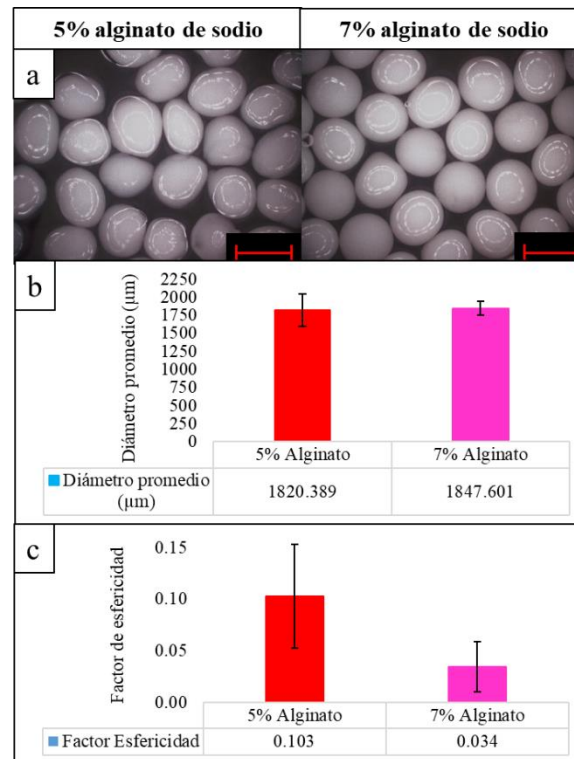 5% alginato de sodio
7% alginato de sodio
a
b
Diámetro promedio (µm)
2250
2000
1750
1500
1250
1000
750
500
250
0
5% Alginato
7% Alginato
Diámetro promedio
(µm)
1820.389
1847.601
c
Factor de esfericidad
0.15
0.10
0.05
0.00
5% Alginato
7% Alginato
Factor Esfericidad
0.103
0.034